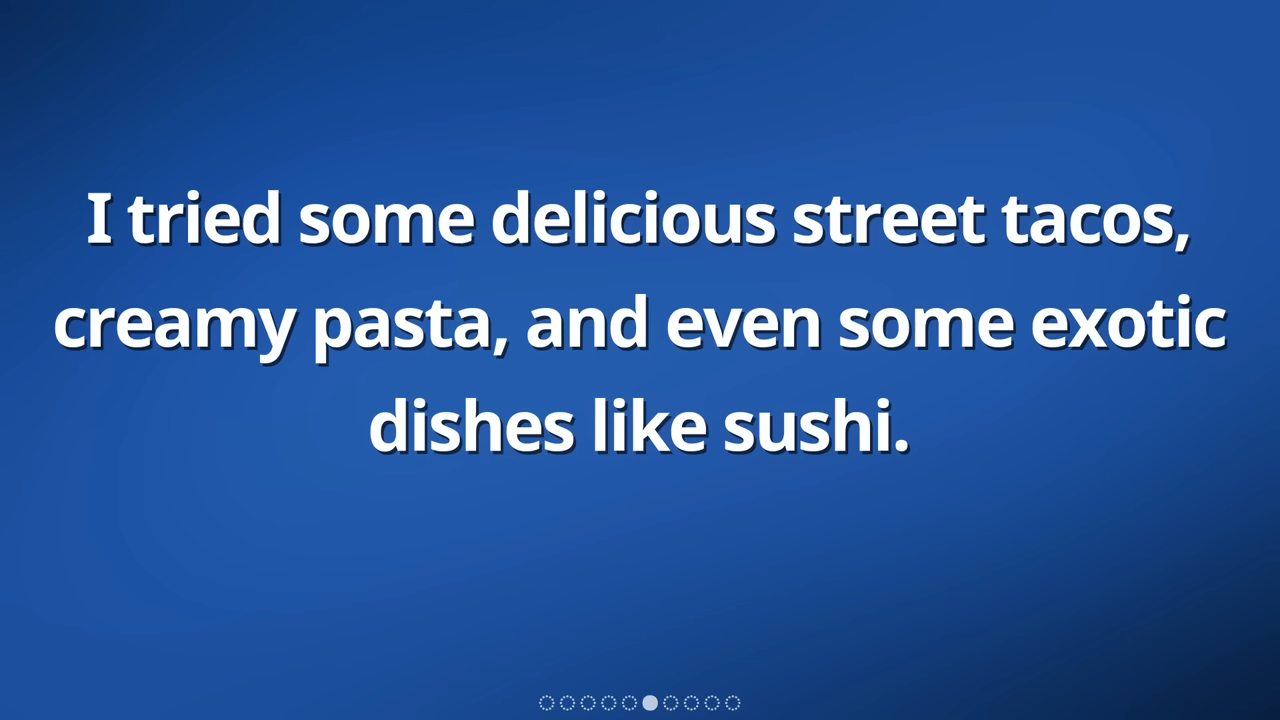 I tried some delicious street tacos,
creamy pasta, and even some exotic
dishes like sushi.